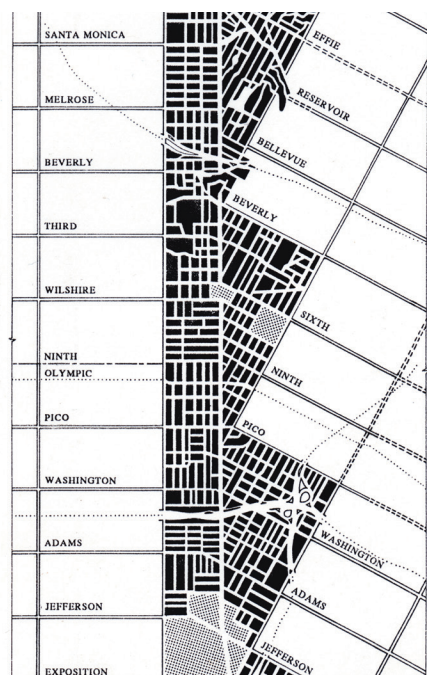 SANTA MONICA
MELROSE
BEVERLY
THIRD
WILSHIRE
NINTH
OLYMPIC
PICO
WASHINGTON
ADAMS
JEFFERSON
EXPOSITION
EFFIE
RESERVOIR
BELLEVUE
BEVERLY
SIXTH
NINTH
PICO
WASHINGTON
ADAMS
JEFFERSON